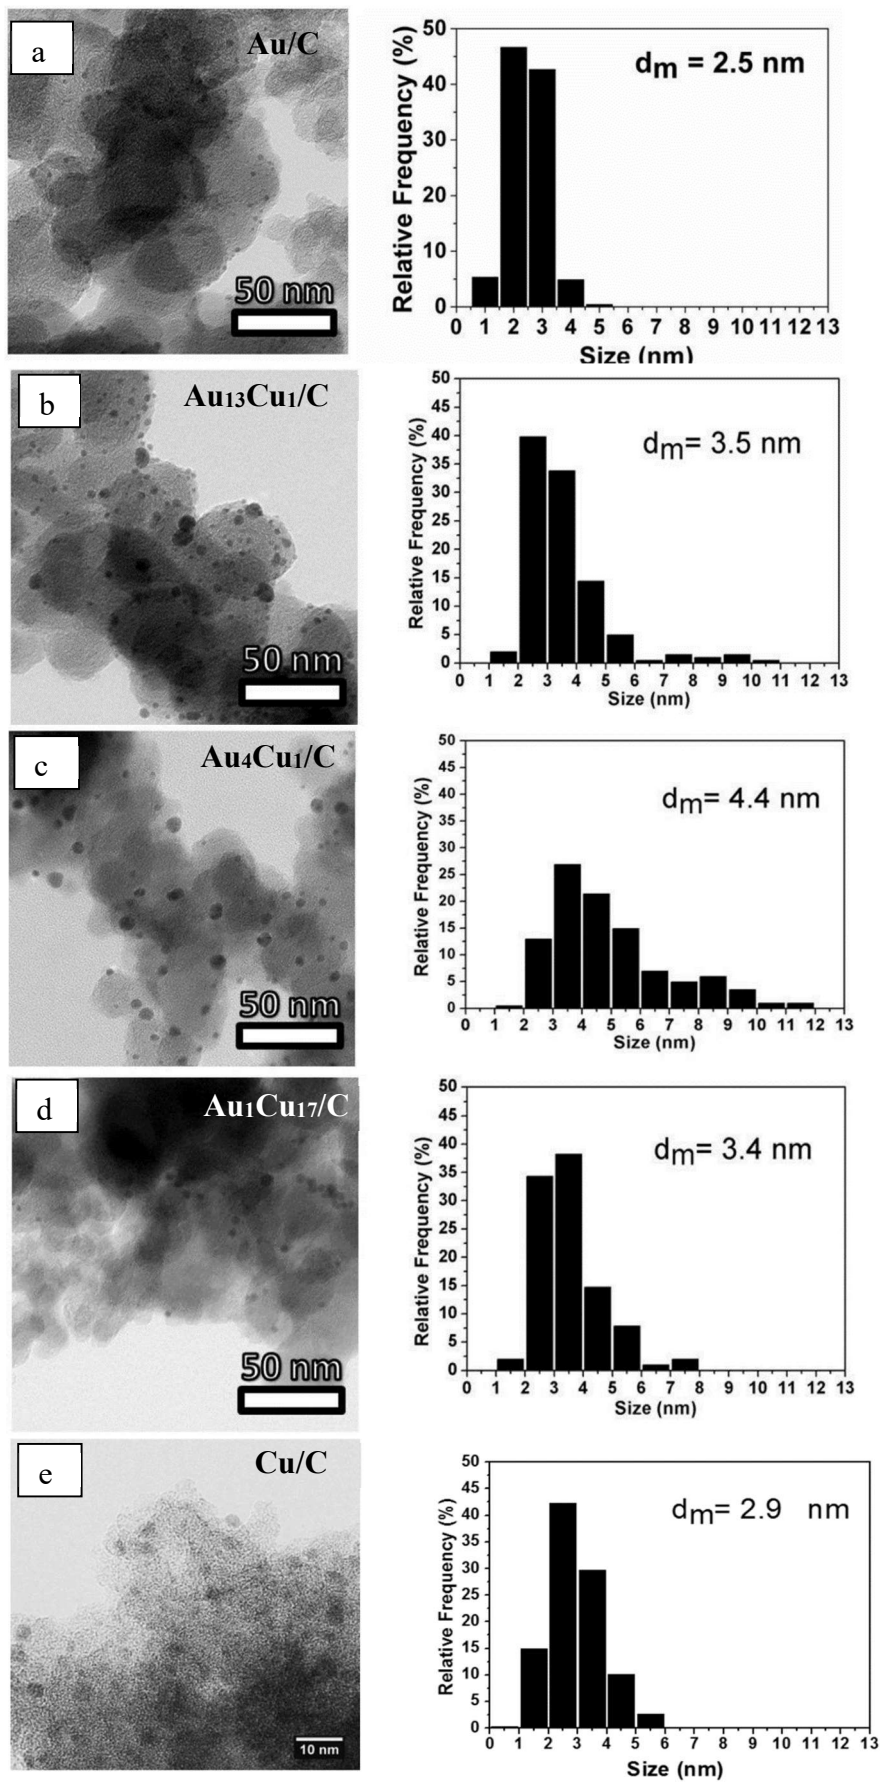 a
Au/C
50 nm
Relative Frequency (%)
50
40
30
20
10
0
dm = 2.5 nm
0 1 2 3 4 5 6 7 8 9 10 11 12 13
Size (nm)
b
Au13Cu1/C
50 nm
Relative Frequency (%)
50
45
40
35
30
25
20
15
10
5
0
dm= 3.5 nm
0 1 2 3 4 5 6 7 8 9 10 11 12 13
Size (nm)
c
Au4Cu1/C
50 nm
Relative Frequency (%)
50
45
40
35
30
25
20
15
10
5
0
dm= 4.4 nm
0 1 2 3 4 5 6 7 8 9 10 11 12 13
Size (nm)
d
Au1Cu17/C
50 nm
Relative Frequency (%)
50
45
40
35
30
25
20
15
10
5
0
dm= 3.4 nm
0 1 2 3 4 5 6 7 8 9 10 11 12 13
Size (nm)
e
Cu/C
10 nm
Relative Frequency (%)
50
45
40
35
30
25
20
15
10
5
0
dm= 2.9 nm
0 1 2 3 4 5 6 7 8 9 10 11 12 13
Size (nm)